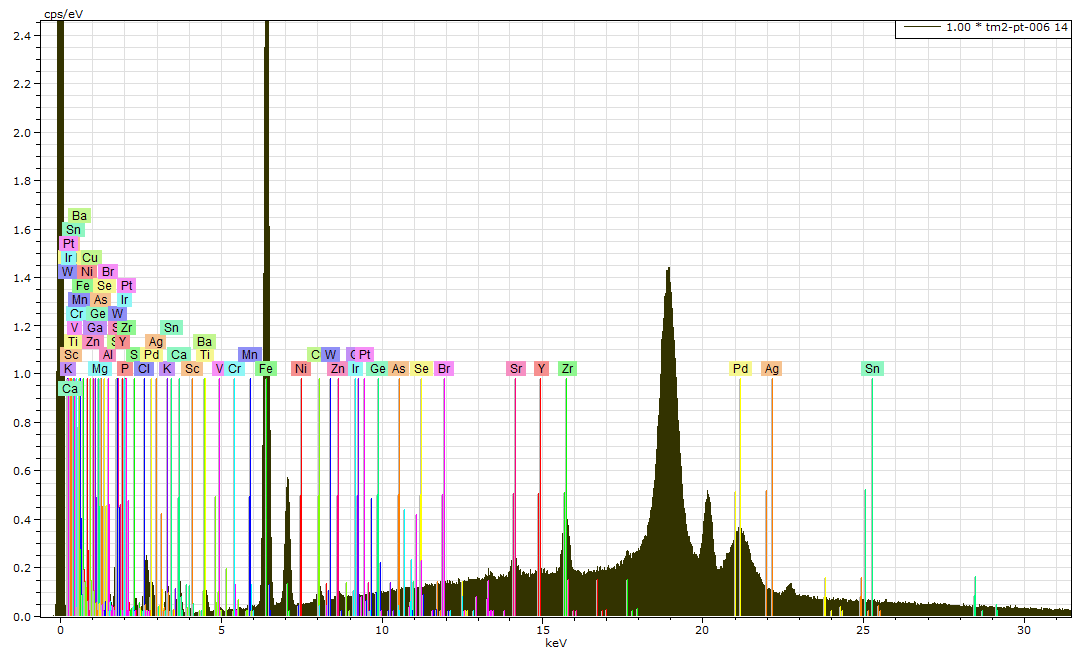 cps/eV
1.00 * tm2-pt-006 14
2.4
2.2
2.0
1.8
1.6
1.4
1.2
1.0
0.8
0.6
0.4
0.2
0.0
Ba
Sn
Pt
Ir Cu
W Ni Br
Fe Se Pt
Mn As Ir
Cr Ge W
V Ga Zr Sn
Ti Zn Y Ag Ba
Sc Al S Pd Ca Ti Mn W Pt
K Mg P Cl K Sc V Cr Fe Ni Zn Ir Ge As Se Br Sr Y Zr Pd Ag Sn
Ca
0 5 10 15 20 25 30
keV